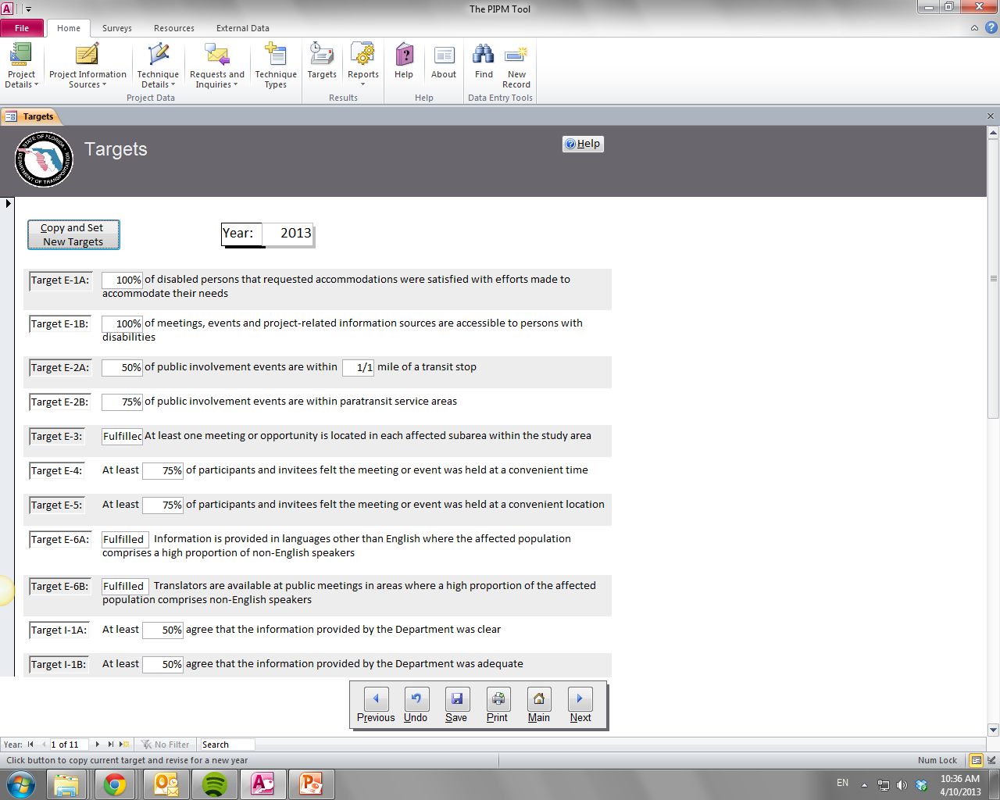 The PIPM Tool
File
Home
Surveys
Resources
External Data
Project Details
Project Information Sources
Technique Details
Requests and Inquiries
Technique Types
Targets
Reports
Help
About
Find
New Record
Project Data
Results
Help
Data Entry Tools
Targets
STATE OF FLORIDA
DEPARTMENT OF TRANSPORTATION
Targets
Help
Copy and Set
New Targets
Year: 2013
Target E-1A: 100% of disabled persons that requested accommodations were satisfied with efforts made to
accommodate their needs
Target E-1B: 100% of meetings, events and project-related information sources are accessible to persons with
disabilities
Target E-2A: 50% of public involvement events are within 1/1 mile of a transit stop
Target E-2B: 75% of public involvement events are within paratransit service areas
Target E-3: Fulfilled At least one meeting or opportunity is located in each affected subarea within the study area
Target E-4: At least 75% of participants and invitees felt the meeting or event was held at a convenient time
Target E-5: At least 75% of participants and invitees felt the meeting or event was held at a convenient location
Target E-6A: Fulfilled Information is provided in languages other than English where the affected population
comprises a high proportion of non-English speakers
Target E-6B: Fulfilled Translators are available at public meetings in areas where a high proportion of the affected
population comprises non-English speakers
Target I-1A: At least 50% agree that the information provided by the Department was clear
Target I-1B: At least 50% agree that the information provided by the Department was adequate
Previous Undo Save Print Main Next
Year: 1 of 11 No Filter Search
Click button to copy current target and revise for a new year
Num Lock
EN
10:36 AM
4/10/2013